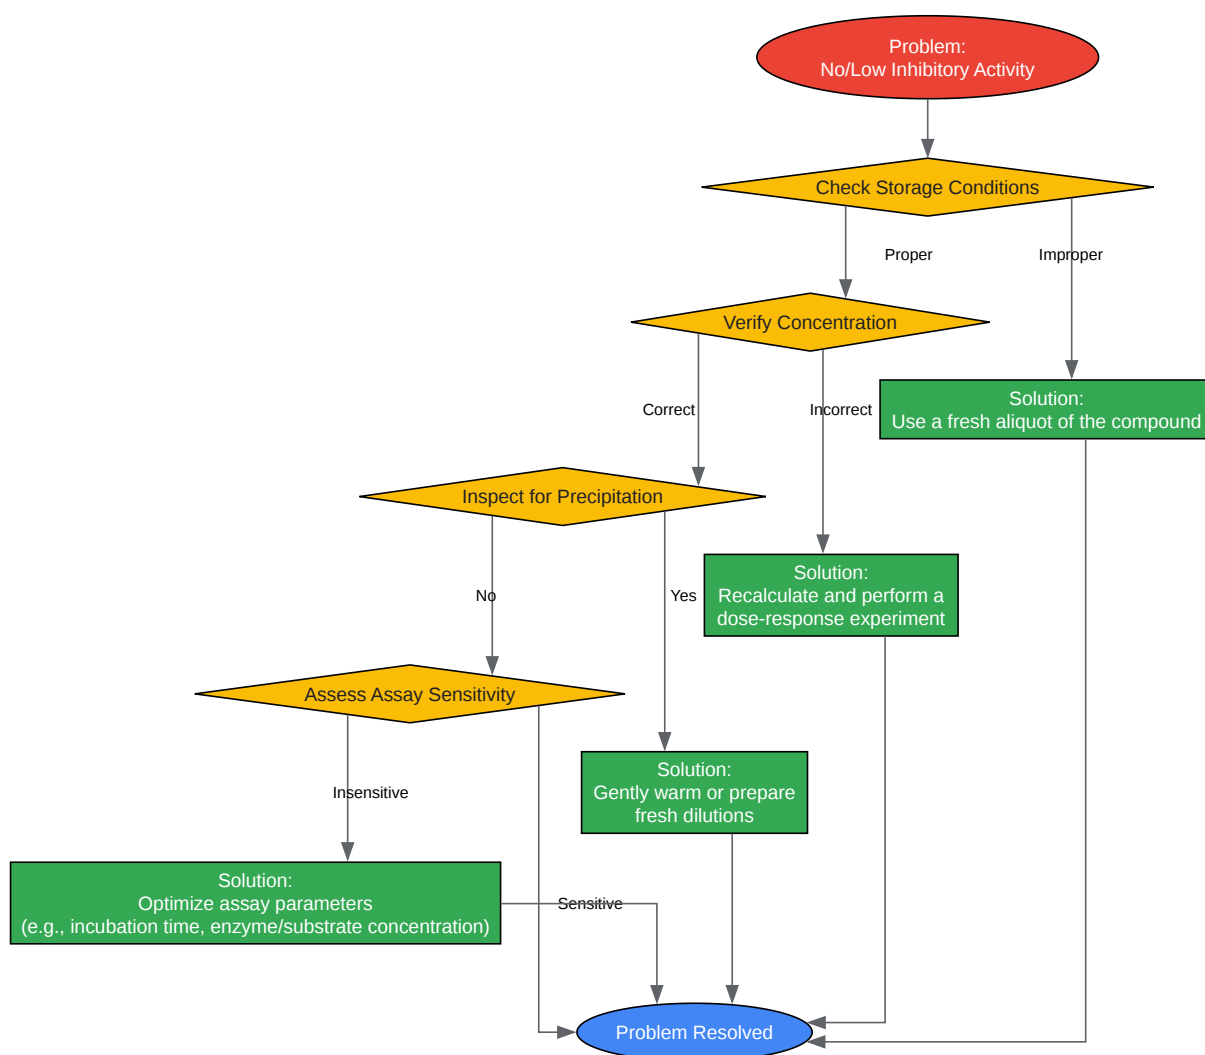 Problem:
No/Low Inhibitory Activity
Check Storage Conditions
Proper
Improper
Verify Concentration
Solution:
Use a fresh aliquot of the compound
Correct
Incorrect
Inspect for Precipitation
Solution:
Recalculate and perform a
dose-response experiment
No
Yes
Assess Assay Sensitivity
Solution:
Gently warm or prepare
fresh dilutions
Insensitive
Solution:
Optimize assay parameters
(e.g., incubation time, enzyme/substrate concentration)
Sensitive
Problem Resolved